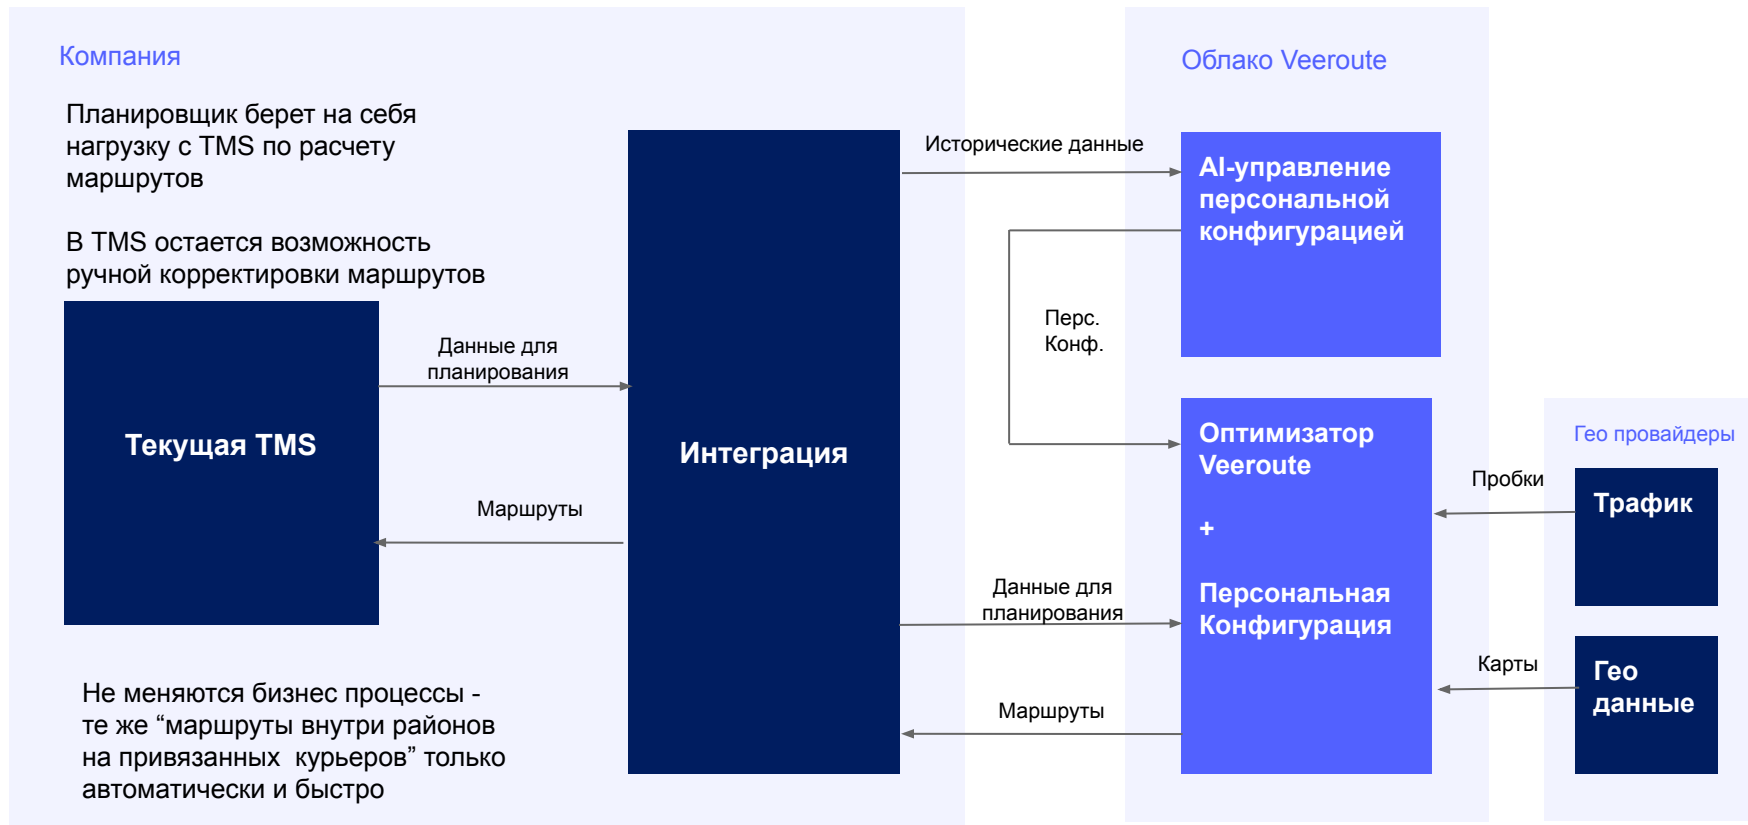 Компания
Планировщик берет на себя
нагрузку с TMS по расчету
маршрутов
В TMS остается возможность
ручной корректировки маршрутов
Текущая TMS
Данные для
планирования
Маршруты
Не меняются бизнес процессы -
те же “маршруты внутри районов
на привязанных  курьеров” только
автоматически и быстро
Интеграция
Исторические данные
Перс.
Конф.
Данные для
планирования
Маршруты
Облако Veeroute
AI-управление
персональной
конфигурацией
Оптимизатор
Veeroute
+
Персональная
Конфигурация
Пробки
Карты
Гео провайдеры
Трафик
Гео
данные